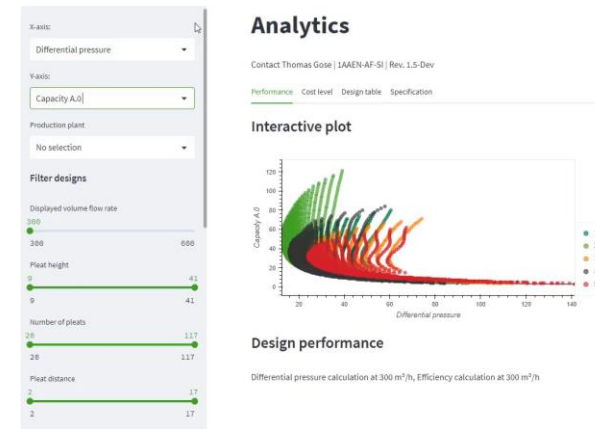 X-axis:
Differential pressure
Y-axis:
Capacity A.0
Production plant
No selection
Filter designs
Displayed volume flow rate
300
300 600
Pleat height
9 41
9 41
Number of pleats
20 117
20 117
Pleat distance
2 17
2 17
Analytics
Contact Thomas Gose | 1AAEN-AF-SI | Rev. 1.5-Dev
Performance Cost level Design table Specification
Interactive plot
120
100
80
60
40
20
0
Capacity A.0
20 40 60 80 100 120 140
Differential pressure
Design performance
Differential pressure calculation at 300 m³/h, Efficiency calculation at 300 m³/h